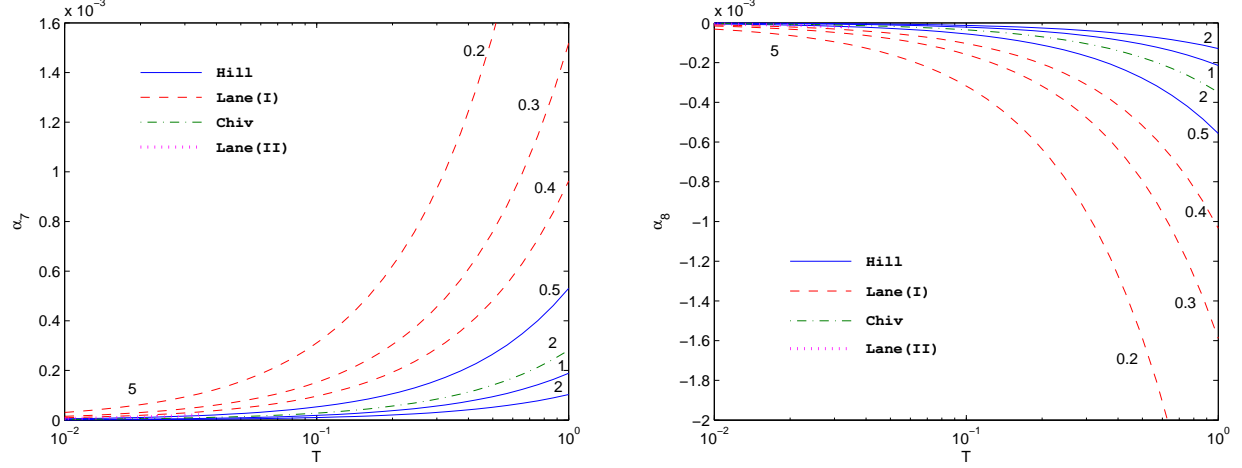 x 10⁻³
1.6
1.4
1.2
1
0.8
0.6
0.4
0.2
0
α₇
10⁻² 10⁻¹ 10⁰
T
Hill
Lane(I)
Chiv
Lane(II)
0.2
0.3
0.4
0.5
2
1
2
5
x 10⁻³
0
−0.2
−0.4
−0.6
−0.8
−1
−1.2
−1.4
−1.6
−1.8
−2
α₈
10⁻² 10⁻¹ 10⁰
T
Hill
Lane(I)
Chiv
Lane(II)
5
2
1
2
0.5
0.4
0.3
0.2